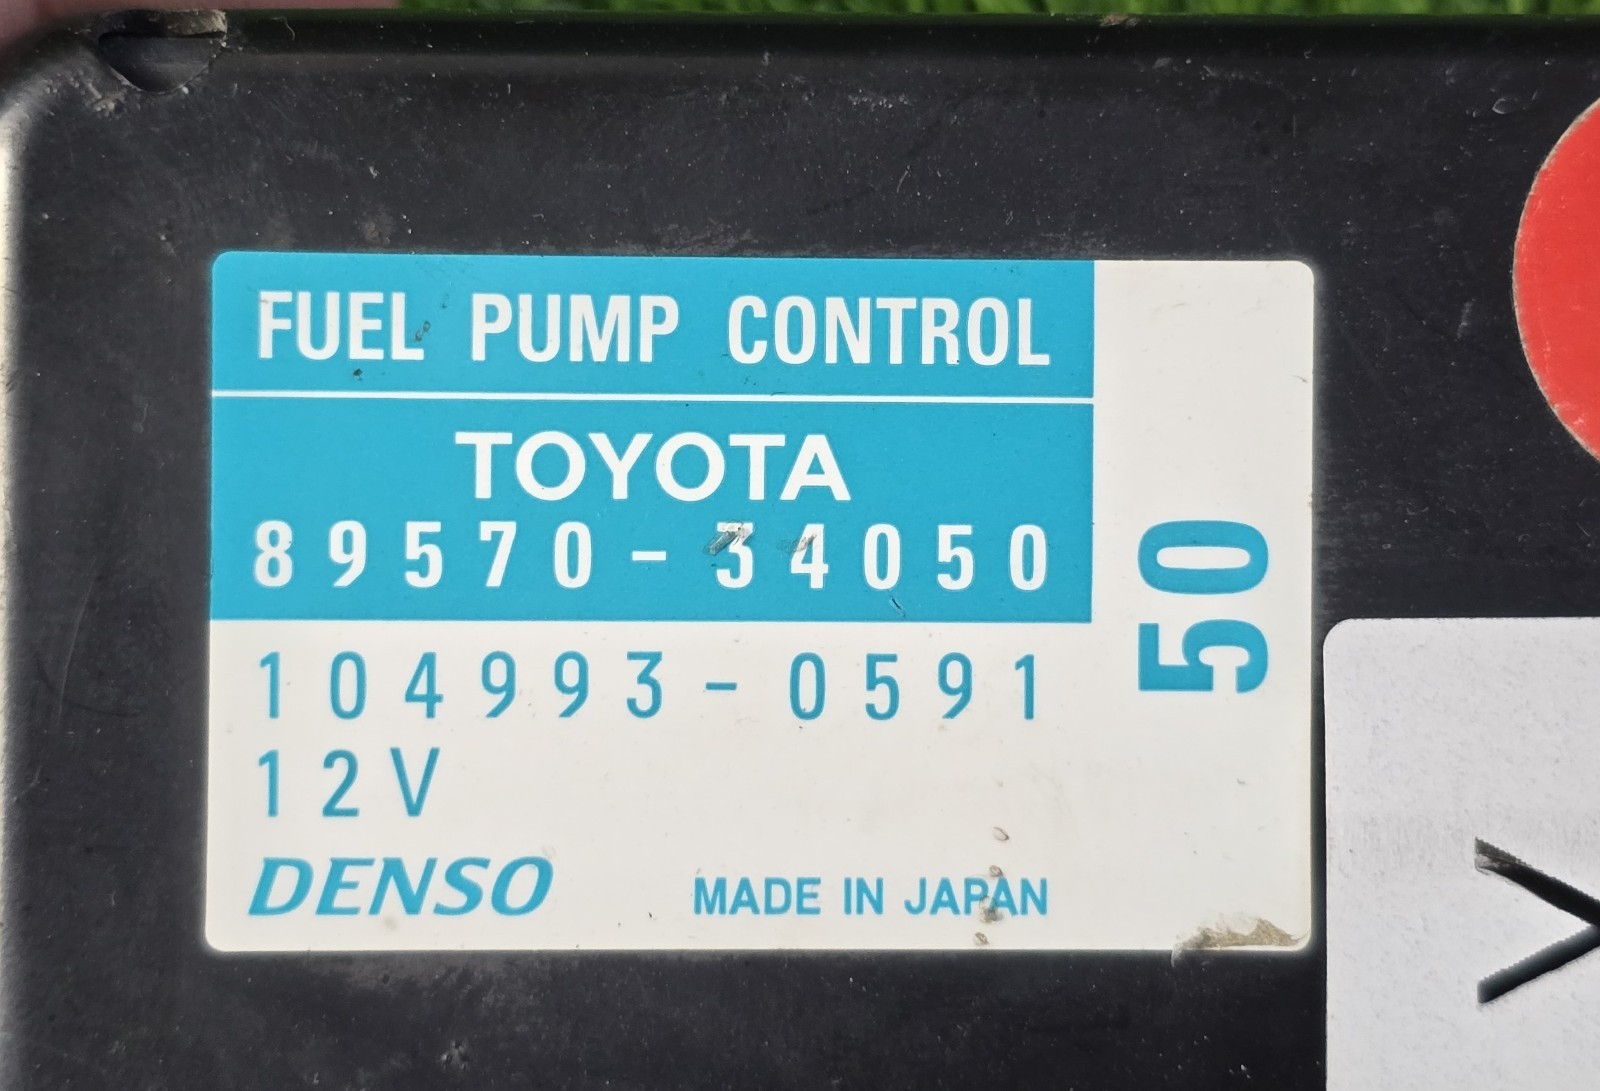 FUEL PUMP CONTROL
TOYOTA
89570-34050
104993-0591
12V
DENSO MADE IN JAPAN
50